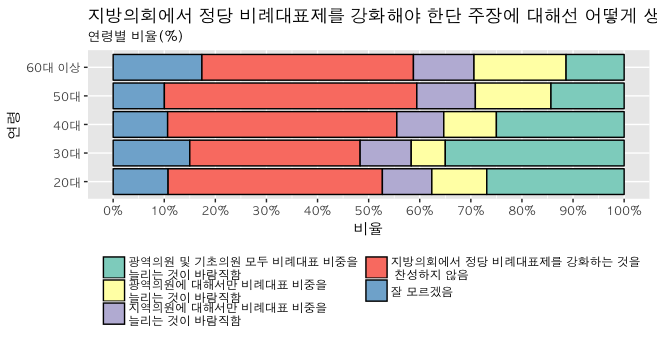 지방의회에서 정당 비례대표제를 강화해야 한단 주장에 대해선 어떻게 생
연령별 비율(%)
60대 이상
50대
40대
30대
20대
연령
0% 10% 20% 30% 40% 50% 60% 70% 80% 90% 100%
비율
광역의원 및 기초의원 모두 비례대표 비중을
늘리는 것이 바람직함
광역의원에 대해서만 비례대표 비중을
늘리는 것이 바람직함
지역의원에 대해서만 비례대표 비중을
늘리는 것이 바람직함
지방의회에서 정당 비례대표제를 강화하는 것을
찬성하지 않음
잘 모르겠음